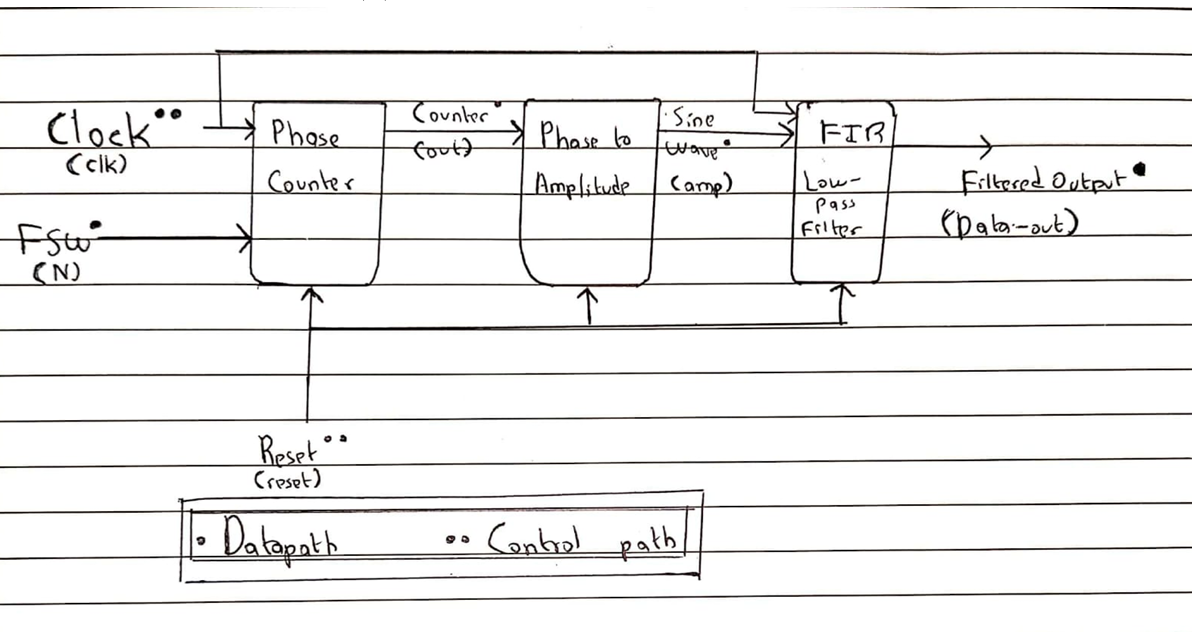 Clock••
(clk)
Fsw•
(N)
Phase
Counter
Counter•
(out)
Phase to
Amplitude
Sine
wave•
(amp)
FIR
Low-
Pass
Filter
Filtered Output•
(Data-out)
Reset••
(reset)
• Datapath •• Control path